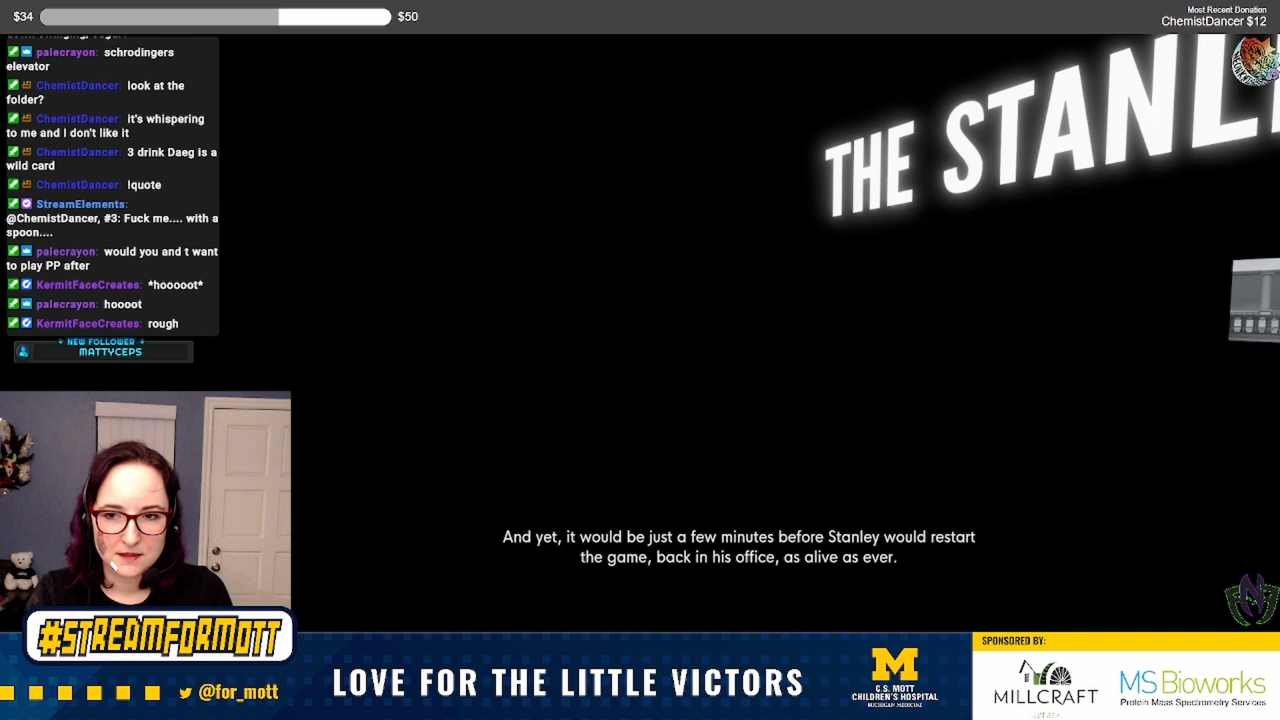 $34
$50
Most Recent Donation
ChemistDancer $12
palecrayon: schrodingers
elevator
ChemistDancer: look at the
folder?
ChemistDancer: it's whispering
to me and I don't like it
ChemistDancer: 3 drink Daeg is a
wild card
ChemistDancer: !quote
StreamElements:
@ChemistDancer, #3: Fuck me.... with a
spoon....
palecrayon: would you and t want
to play PP after
KermitFaceCreates: *hooooot*
palecrayon: hoooot
KermitFaceCreates: rough
NEW FOLLOWER
MATTYCEPS
THE STANL
And yet, it would be just a few minutes before Stanley would restart
the game, back in his office, as alive as ever.
#STREAMFORMOTT
@for_mott
LOVE FOR THE LITTLE VICTORS
M
C.S. MOTT
CHILDREN'S HOSPITAL
MICHIGAN MEDICINE
SPONSORED BY:
MILLCRAFT
MS Bioworks
Protein Mass Spectrometry Services